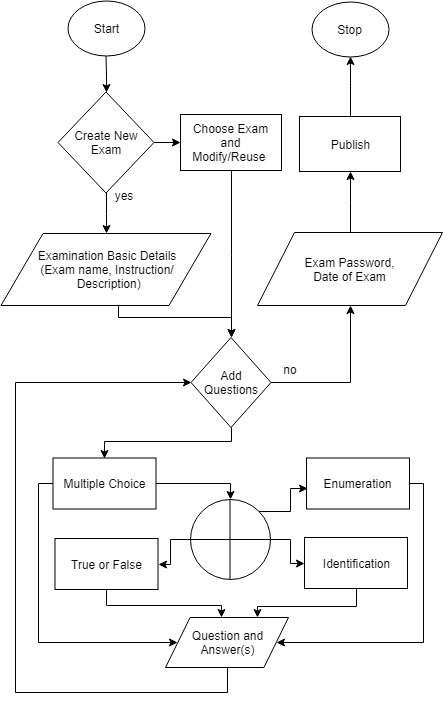 Start
Stop
Create New
Exam
Choose Exam
and
Modify/Reuse
Publish
yes
Examination Basic Details
(Exam name, Instruction/
Description)
Exam Password,
Date of Exam
Add
Questions
no
Multiple Choice
Enumeration
True or False
Identification
Question and
Answer(s)